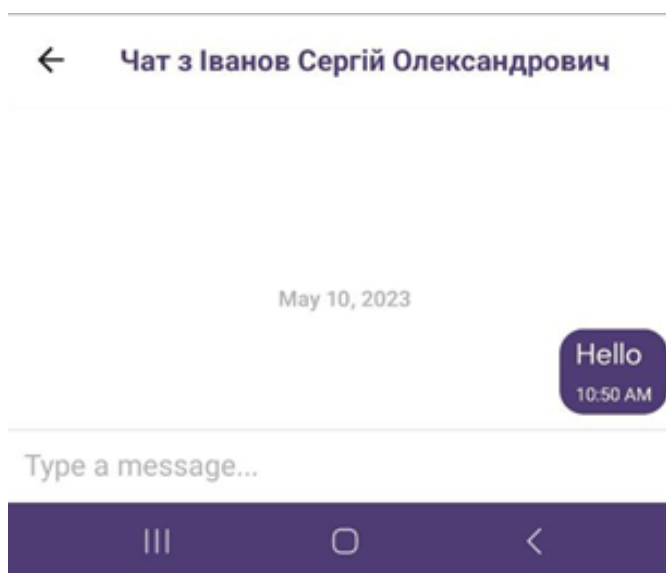 Чат з Іванов Сергій Олександрович
May 10, 2023
Hello
10:50 AM
Type a message...